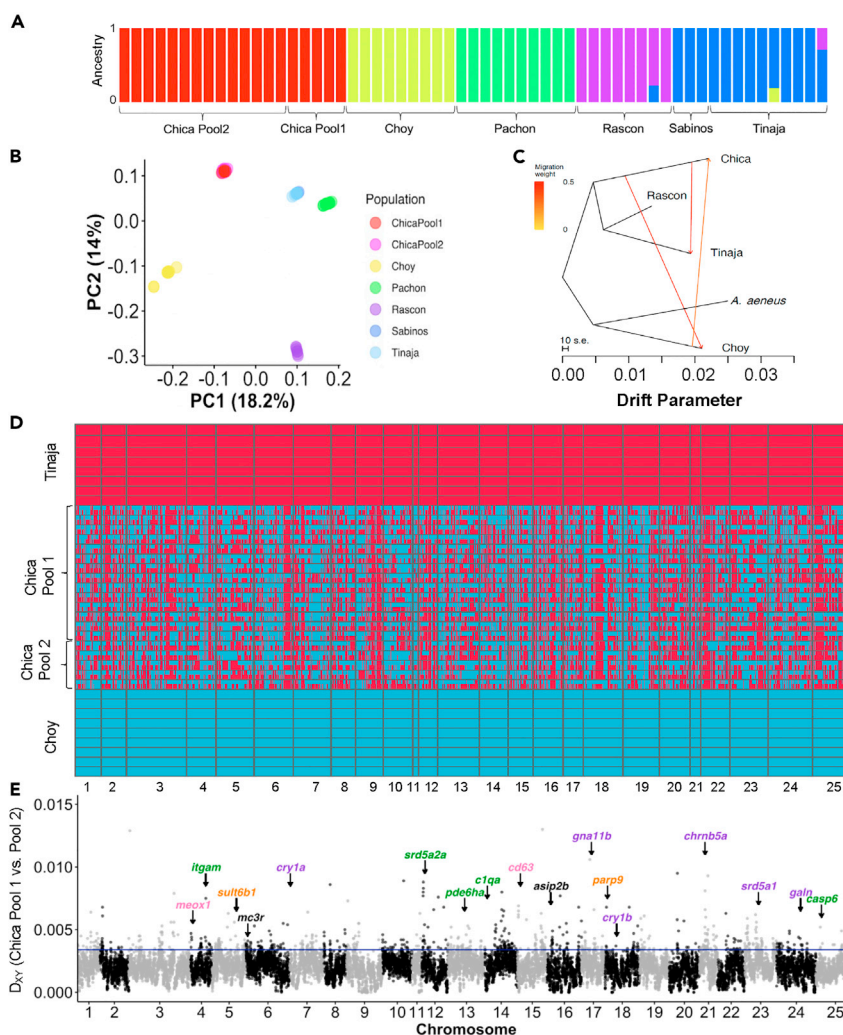 A
Ancestry
1
0
Chica Pool2
Chica Pool1
Choy
Pachon
Rascon
Sabinos
Tinaja
B
PC2 (14%)
0.1
0.0
-0.1
-0.2
-0.3
-0.2 -0.1 0.0 0.1 0.2
PC1 (18.2%)
Population
ChicaPool1
ChicaPool2
Choy
Pachon
Rascon
Sabinos
Tinaja
C
Migration
weight
0.5
0
Chica
Rascon
Tinaja
A. aeneus
Choy
10 s.e.
0.00 0.01 0.02 0.03
Drift Parameter
D
Tinaja
Chica
Pool 1
Chica
Pool 2
Choy
1 2 3 4 5 6 7 8 9 10 11 12 13 14 15 16 17 18 19 20 21 22 23 24 25
E
DXY (Chica Pool 1 vs. Pool 2)
0.015
0.010
0.005
0.000
gna11b chrnb5a
srd5a2a
itgam cry1a cd63
c1qa
sult6b1 pde6ha asip2b parp9 srd5a1 galn
meox1 casp6
mc3r cry1b
1 2 3 4 5 6 7 8 9 10 11 12 13 14 15 16 17 18 19 20 21 22 23 24 25
Chromosome